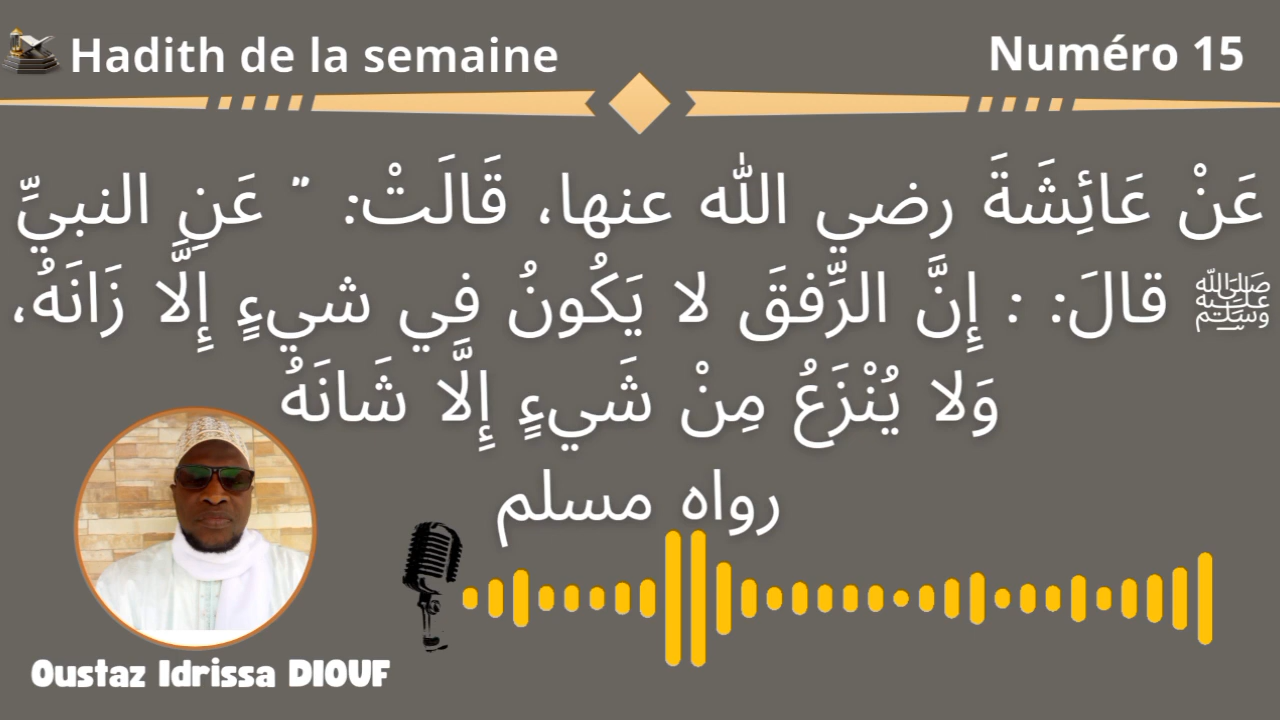 Hadith de la semaine
Numéro 15
عَنْ عَائِشَةَ رضي الله عنها، قَالَتْ: " عَنِ النبيِّ
ﷺ قالَ: : إِنَّ الرِّفقَ لا يَكُونُ في شيءٍ إِلَّا زَانَهُ،
وَلا يُنْزَعُ مِنْ شَيءٍ إِلَّا شَانَهُ
رواه مسلم
Oustaz Idrissa DIOUF